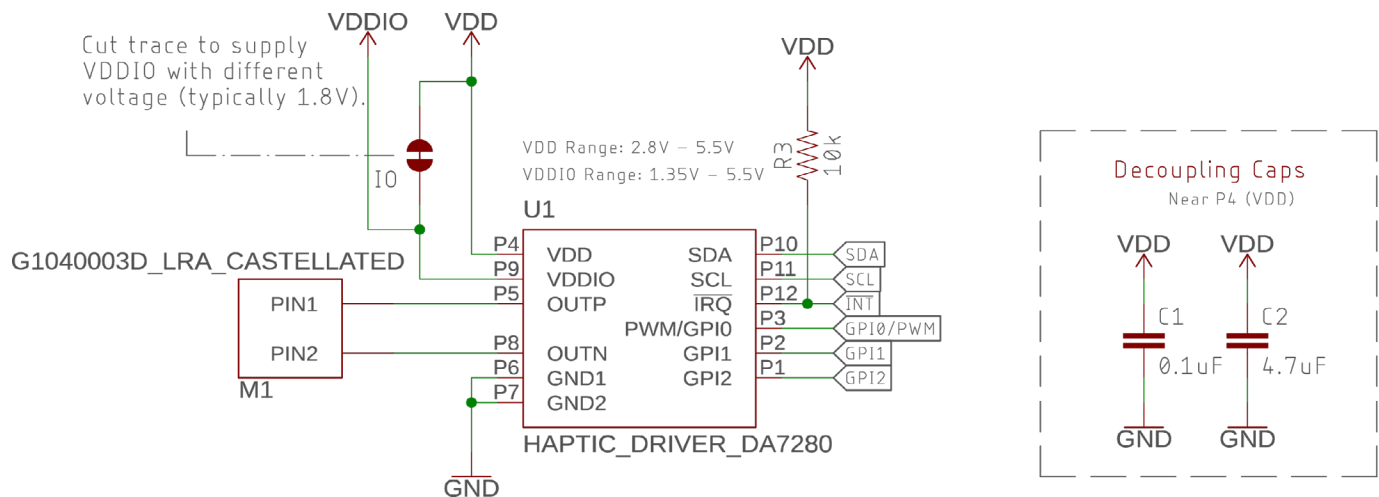 VDDIO VDD
Cut trace to supply
VDDIO with different
voltage (typically 1.8V).
IO
VDD
R3
10k
VDD Range: 2.8V – 5.5V
VDDIO Range: 1.35V – 5.5V
U1
G1040003D_LRA_CASTELLATED
PIN1
PIN2
M1
P4 VDD
P9 VDDIO
P5 OUTP
P8 OUTN
P6 GND1
P7 GND2
SDA P10 SDA
SCL P11 SCL
IRQ P12 INT
PWM/GPI0 P3 GPI0/PWM
GPI1 P2 GPI1
GPI2 P1 GPI2
HAPTIC_DRIVER_DA7280
GND
Decoupling Caps
Near P4 (VDD)
VDD VDD
C1 C2
0.1uF 4.7uF
GND GND